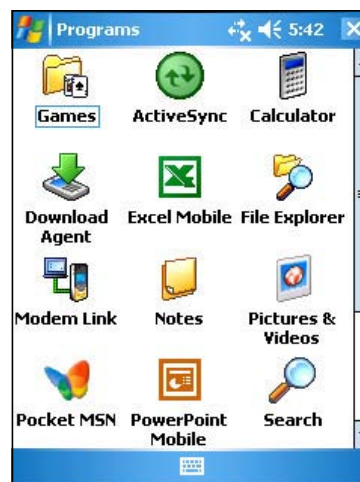 Programs 5:42
Games ActiveSync Calculator
Download Agent Excel Mobile File Explorer
Modem Link Notes Pictures & Videos
Pocket MSN PowerPoint Mobile Search